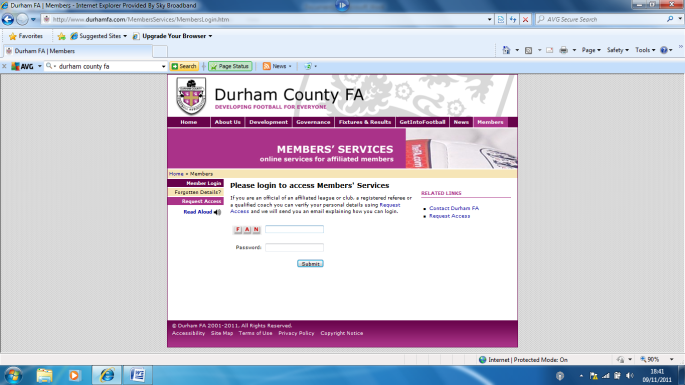 Durham FA | Members - Internet Explorer Provided By Sky Broadband
http://www.durhamfa.com/MembersServices/MembersLogin.htm
AVG Secure Search
Favorites Suggested Sites Upgrade Your Browser
Durham FA | Members
Page Safety Tools
AVG durham county fa Search Page Status News
Durham County FA
DEVELOPING FOOTBALL FOR EVERYONE
Home About Us Development Governance Fixtures & Results GetIntoFootball News Members
MEMBERS' SERVICES
online services for affiliated members
Home » Members
Member Login
Forgotten Details?
Request Access
Read Aloud
Please login to access Members' Services
If you are an official of an affiliated league or club, a registered referee or
a qualified coach you can verify your personal details using Request
Access and we will send you an email explaining how you can login.
F A N
Password:
Submit
RELATED LINKS
Contact Durham FA
Request Access
© Durham FA 2001-2011. All Rights Reserved.
Accessibility Site Map Terms of Use Privacy Policy Copyright Notice
Internet | Protected Mode: On 90%
18:41
09/11/2011